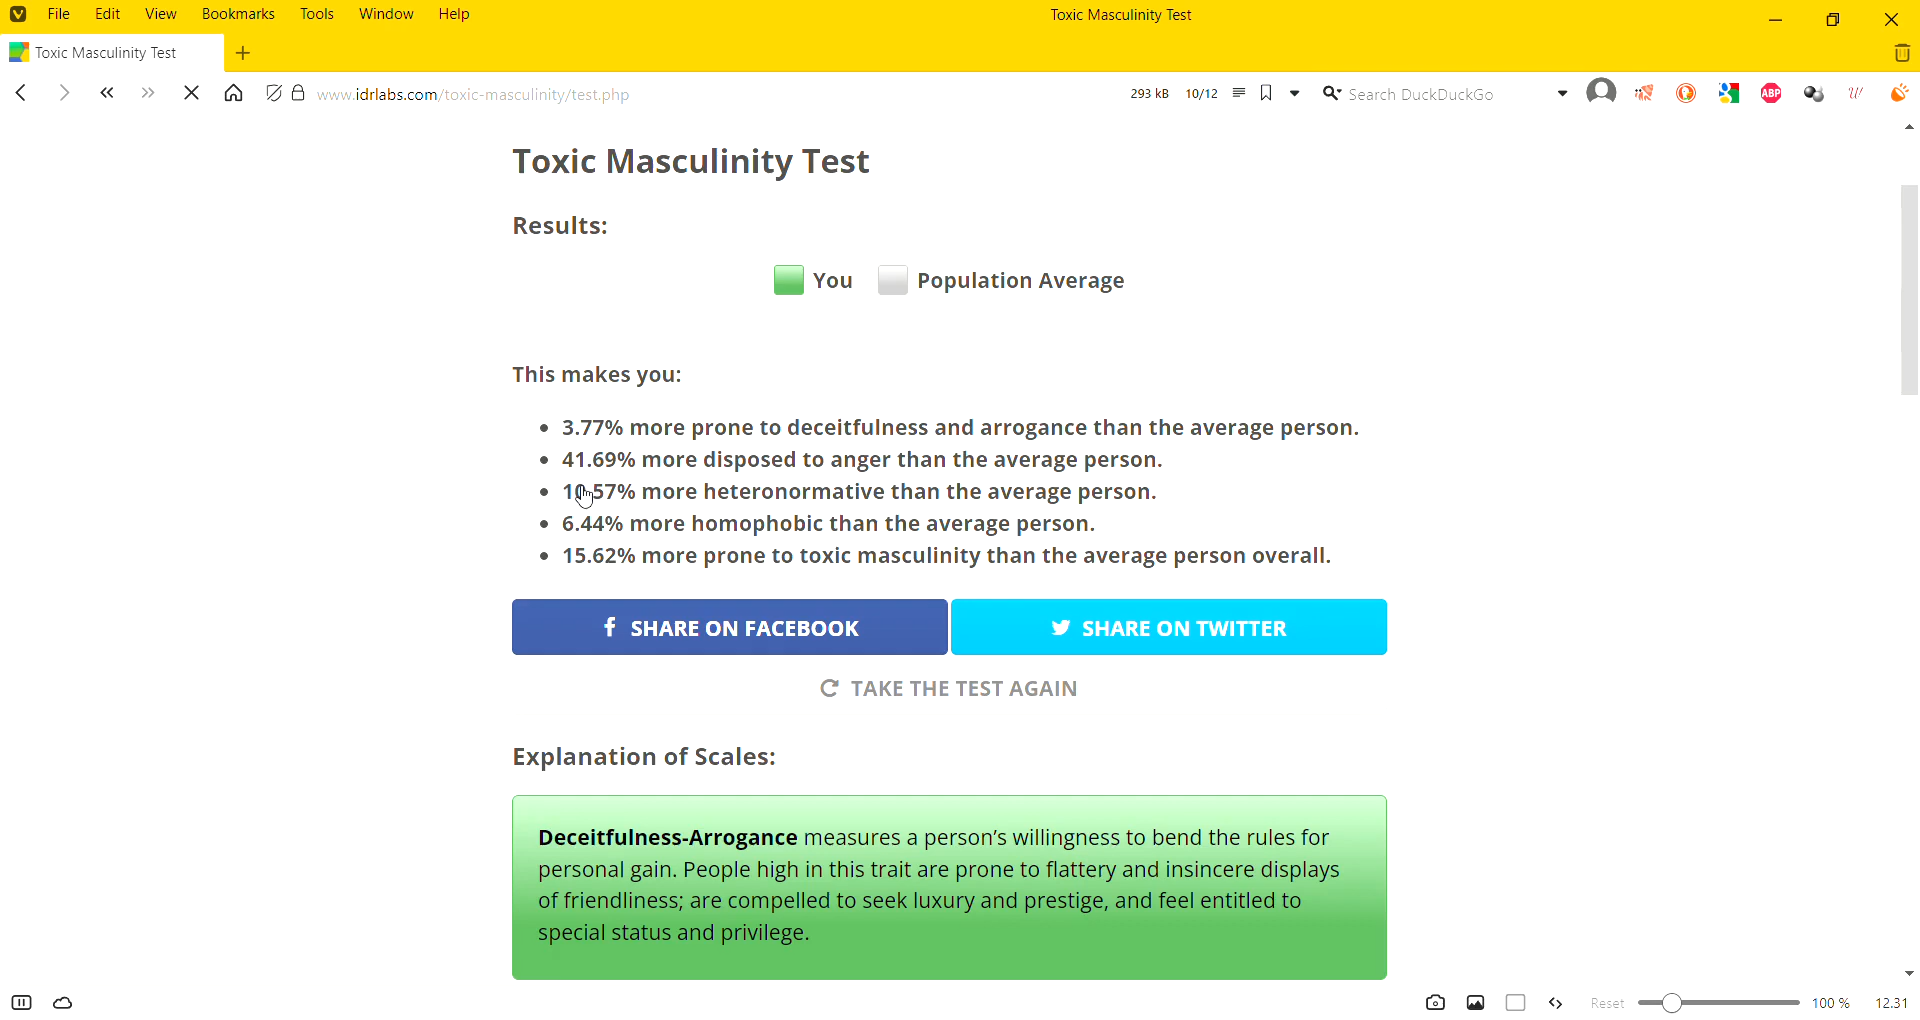 File Edit View Bookmarks Tools Window Help
Toxic Masculinity Test
Toxic Masculinity Test
www.idrlabs.com/toxic-masculinity/test.php
293 kB 10/12
Search DuckDuckGo
ABP
Toxic Masculinity Test
Results:
You Population Average
This makes you:
• 3.77% more prone to deceitfulness and arrogance than the average person.
• 41.69% more disposed to anger than the average person.
• 10.57% more heteronormative than the average person.
• 6.44% more homophobic than the average person.
• 15.62% more prone to toxic masculinity than the average person overall.
SHARE ON FACEBOOK
SHARE ON TWITTER
TAKE THE TEST AGAIN
Explanation of Scales:
Deceitfulness-Arrogance measures a person's willingness to bend the rules for
personal gain. People high in this trait are prone to flattery and insincere displays
of friendliness; are compelled to seek luxury and prestige, and feel entitled to
special status and privilege.
Reset 100 % 12.31